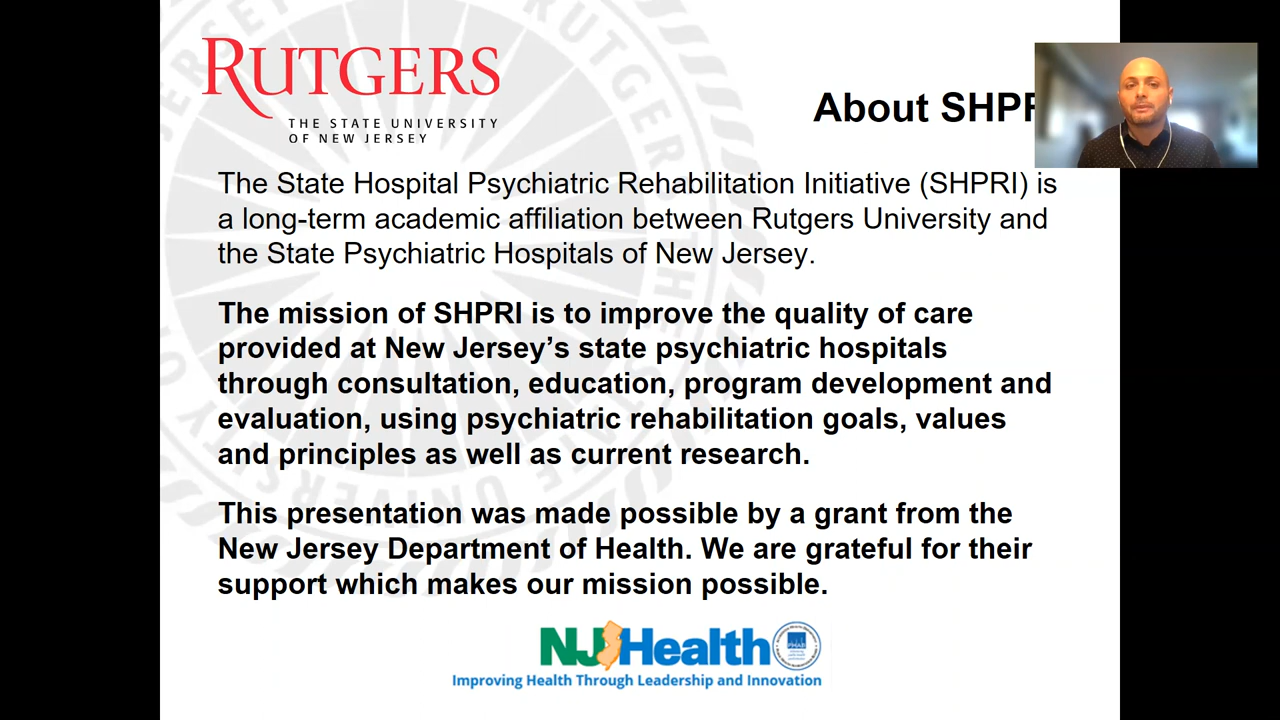 RUTGERS
THE STATE UNIVERSITY
OF NEW JERSEY
About SHPR
The State Hospital Psychiatric Rehabilitation Initiative (SHPRI) is
a long-term academic affiliation between Rutgers University and
the State Psychiatric Hospitals of New Jersey.
The mission of SHPRI is to improve the quality of care
provided at New Jersey’s state psychiatric hospitals
through consultation, education, program development and
evaluation, using psychiatric rehabilitation goals, values
and principles as well as current research.
This presentation was made possible by a grant from the
New Jersey Department of Health. We are grateful for their
support which makes our mission possible.
NJHealth
PHAB
Improving Health Through Leadership and Innovation